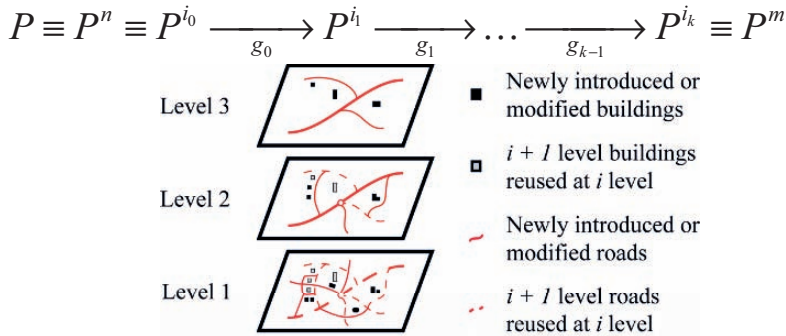 P ≡ Pⁿ ≡ P^{i_0} →_{g_0} P^{i_1} →_{g_1} … →_{g_{k-1}} P^{i_k} ≡ P^m
Level 3
Level 2
Level 1
Newly introduced or
modified buildings
i + 1 level buildings
reused at i level
Newly introduced or
modified roads
i + 1 level roads
reused at i level